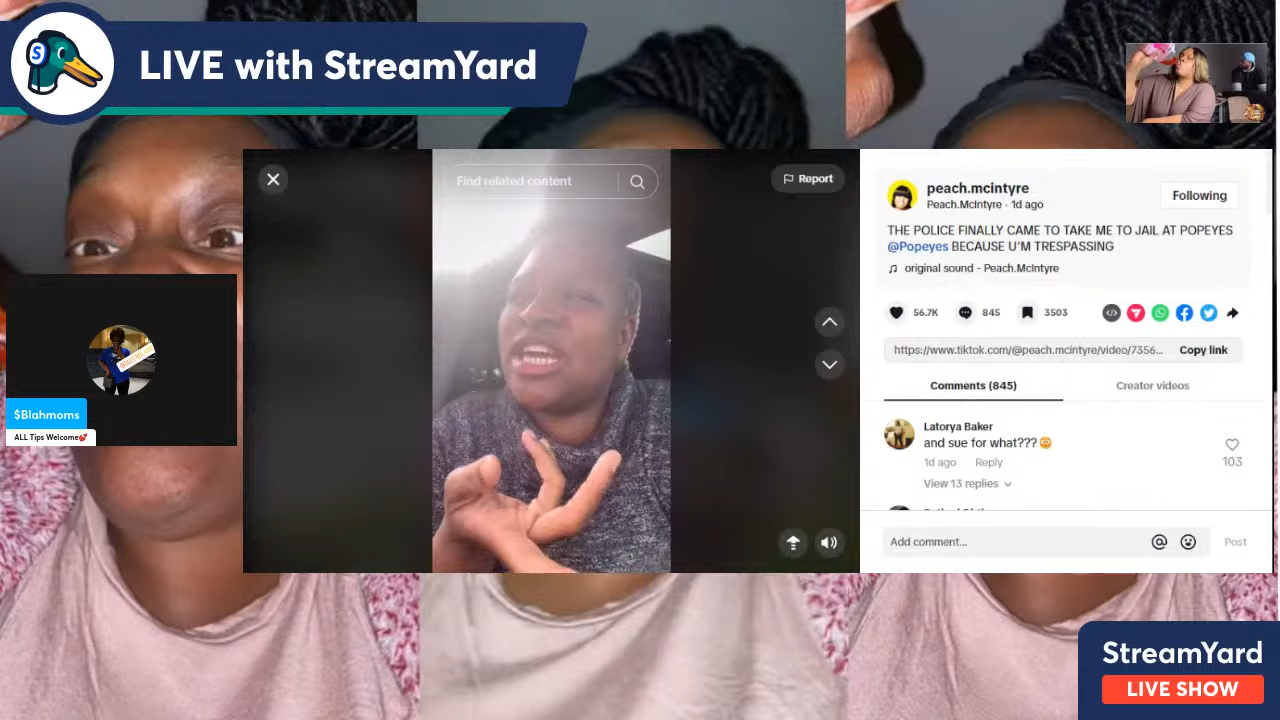 S
LIVE with StreamYard
Find related content
Report
peach.mcintyre
Peach.McIntyre · 1d ago
Following
THE POLICE FINALLY CAME TO TAKE ME TO JAIL AT POPEYES
@Popeyes BECAUSE U'M TRESPASSING
original sound - Peach.McIntyre
56.7K
845
3503
https://www.tiktok.com/@peach.mcintyre/video/7356...
Copy link
Comments (845)
Creator videos
Latorya Baker
and sue for what???😳
1d ago
Reply
103
View 13 replies
Add comment...
Post
$Blahmoms
ALL Tips Welcome💕
StreamYard
LIVE SHOW